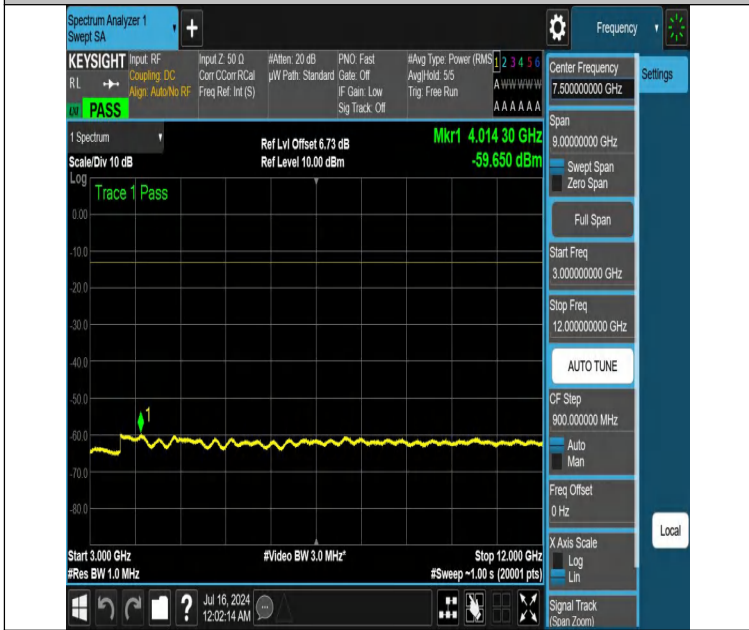 Spectrum Analyzer 1
Swept SA
Frequency
KEYSIGHT
RL
PASS
Input: RF
Coupling: DC
Align: Auto/No RF
Input Z: 50 Ω
Corr CCorr RCal
Freq Ref: Int (S)
#Atten: 20 dB
µW Path: Standard
PNO: Fast
Gate: Off
IF Gain: Low
Sig Track: Off
#Avg Type: Power (RMS
Avg|Hold: 5/5
Trig: Free Run
1 2 3 4 5 6
A W W W W W
A A A A A A
1 Spectrum
Scale/Div 10 dB
Ref Lvl Offset 6.73 dB
Ref Level 10.00 dBm
Mkr1 4.014 30 GHz
-59.650 dBm
Log
Trace 1 Pass
0.00
-10.0
-20.0
-30.0
-40.0
-50.0
-60.0
-70.0
-80.0
1
Start 3.000 GHz
#Res BW 1.0 MHz
#Video BW 3.0 MHz*
Stop 12.000 GHz
#Sweep ~1.00 s (20001 pts)
Jul 16, 2024
12:02:14 AM
Center Frequency
7.500000000 GHz
Settings
Span
9.00000000 GHz
Swept Span
Zero Span
Full Span
Start Freq
3.000000000 GHz
Stop Freq
12.000000000 GHz
AUTO TUNE
CF Step
900.000000 MHz
Auto
Man
Freq Offset
0 Hz
Local
X Axis Scale
Log
Lin
Signal Track
(Span Zoom)